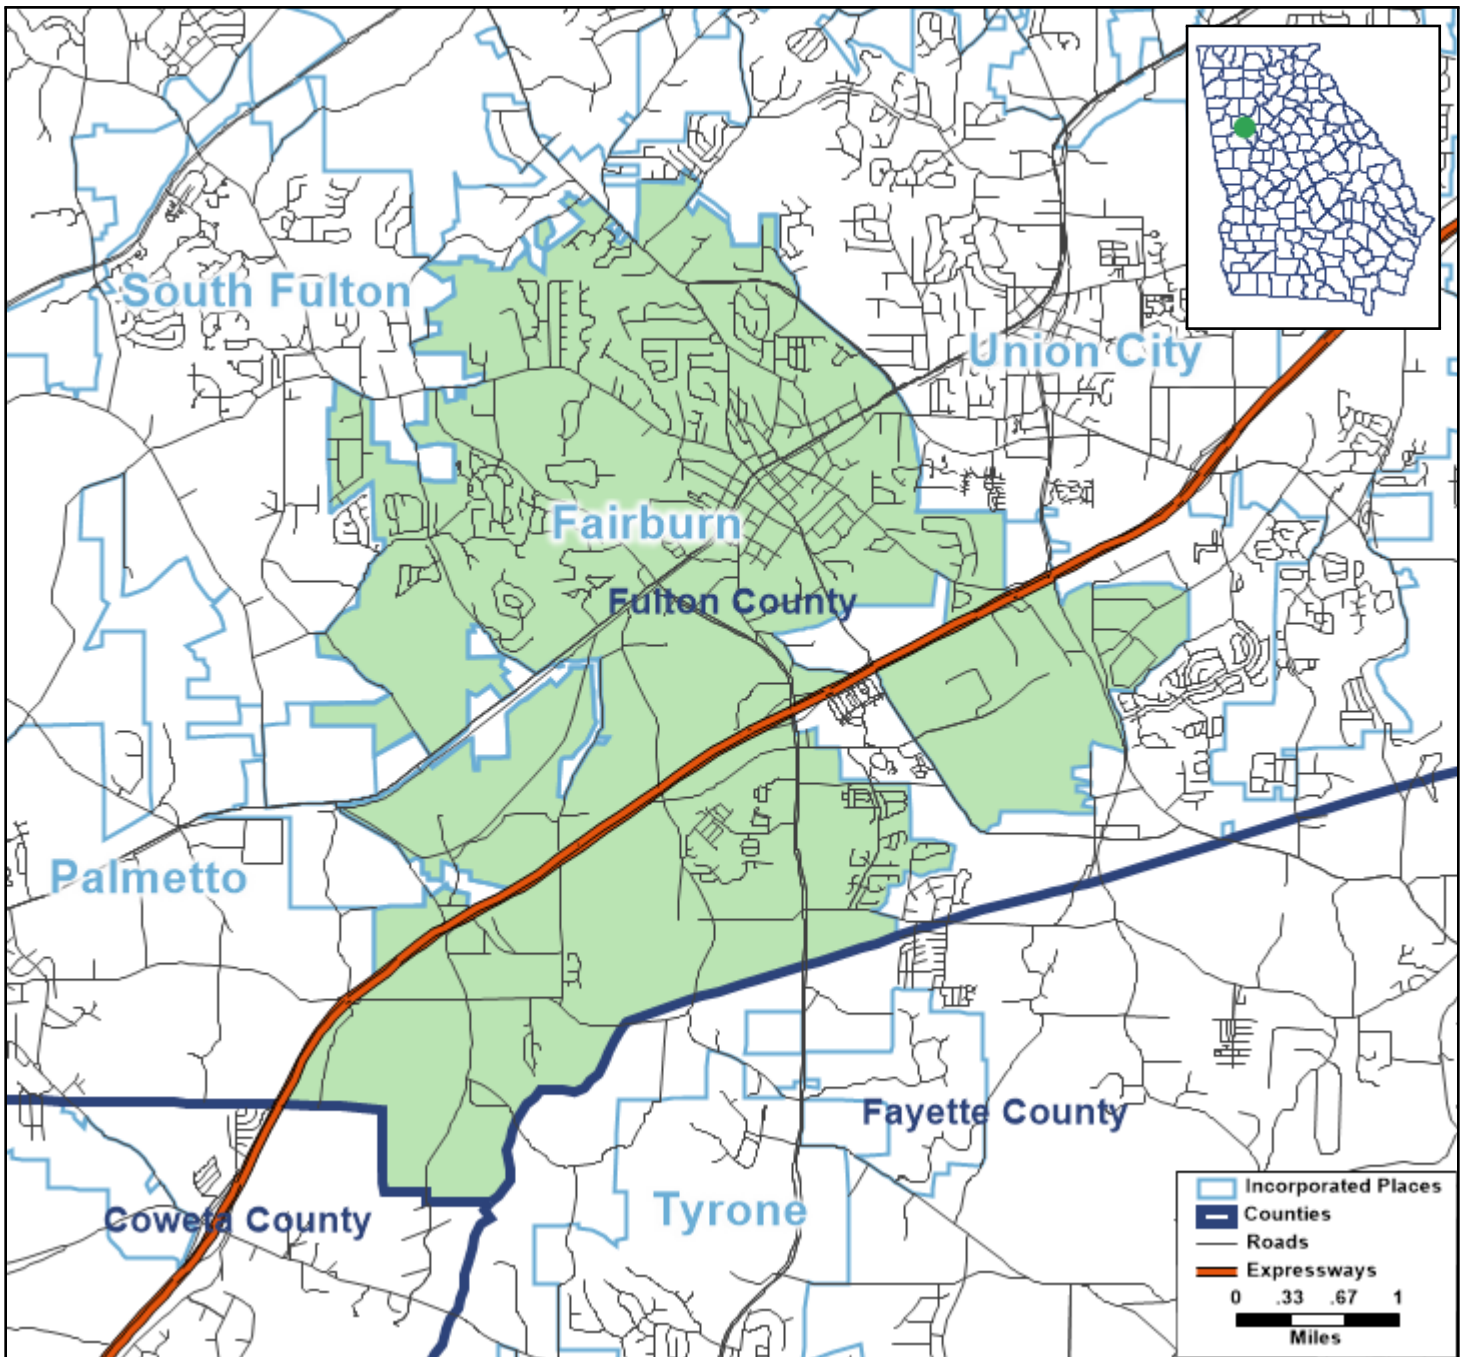 South Fulton
Union City
Fairburn
Fulton County
Palmetto
Fayette County
Tyrone
Coweta County
Incorporated Places
Counties
Roads
Expressways
0 .33 .67 1
Miles